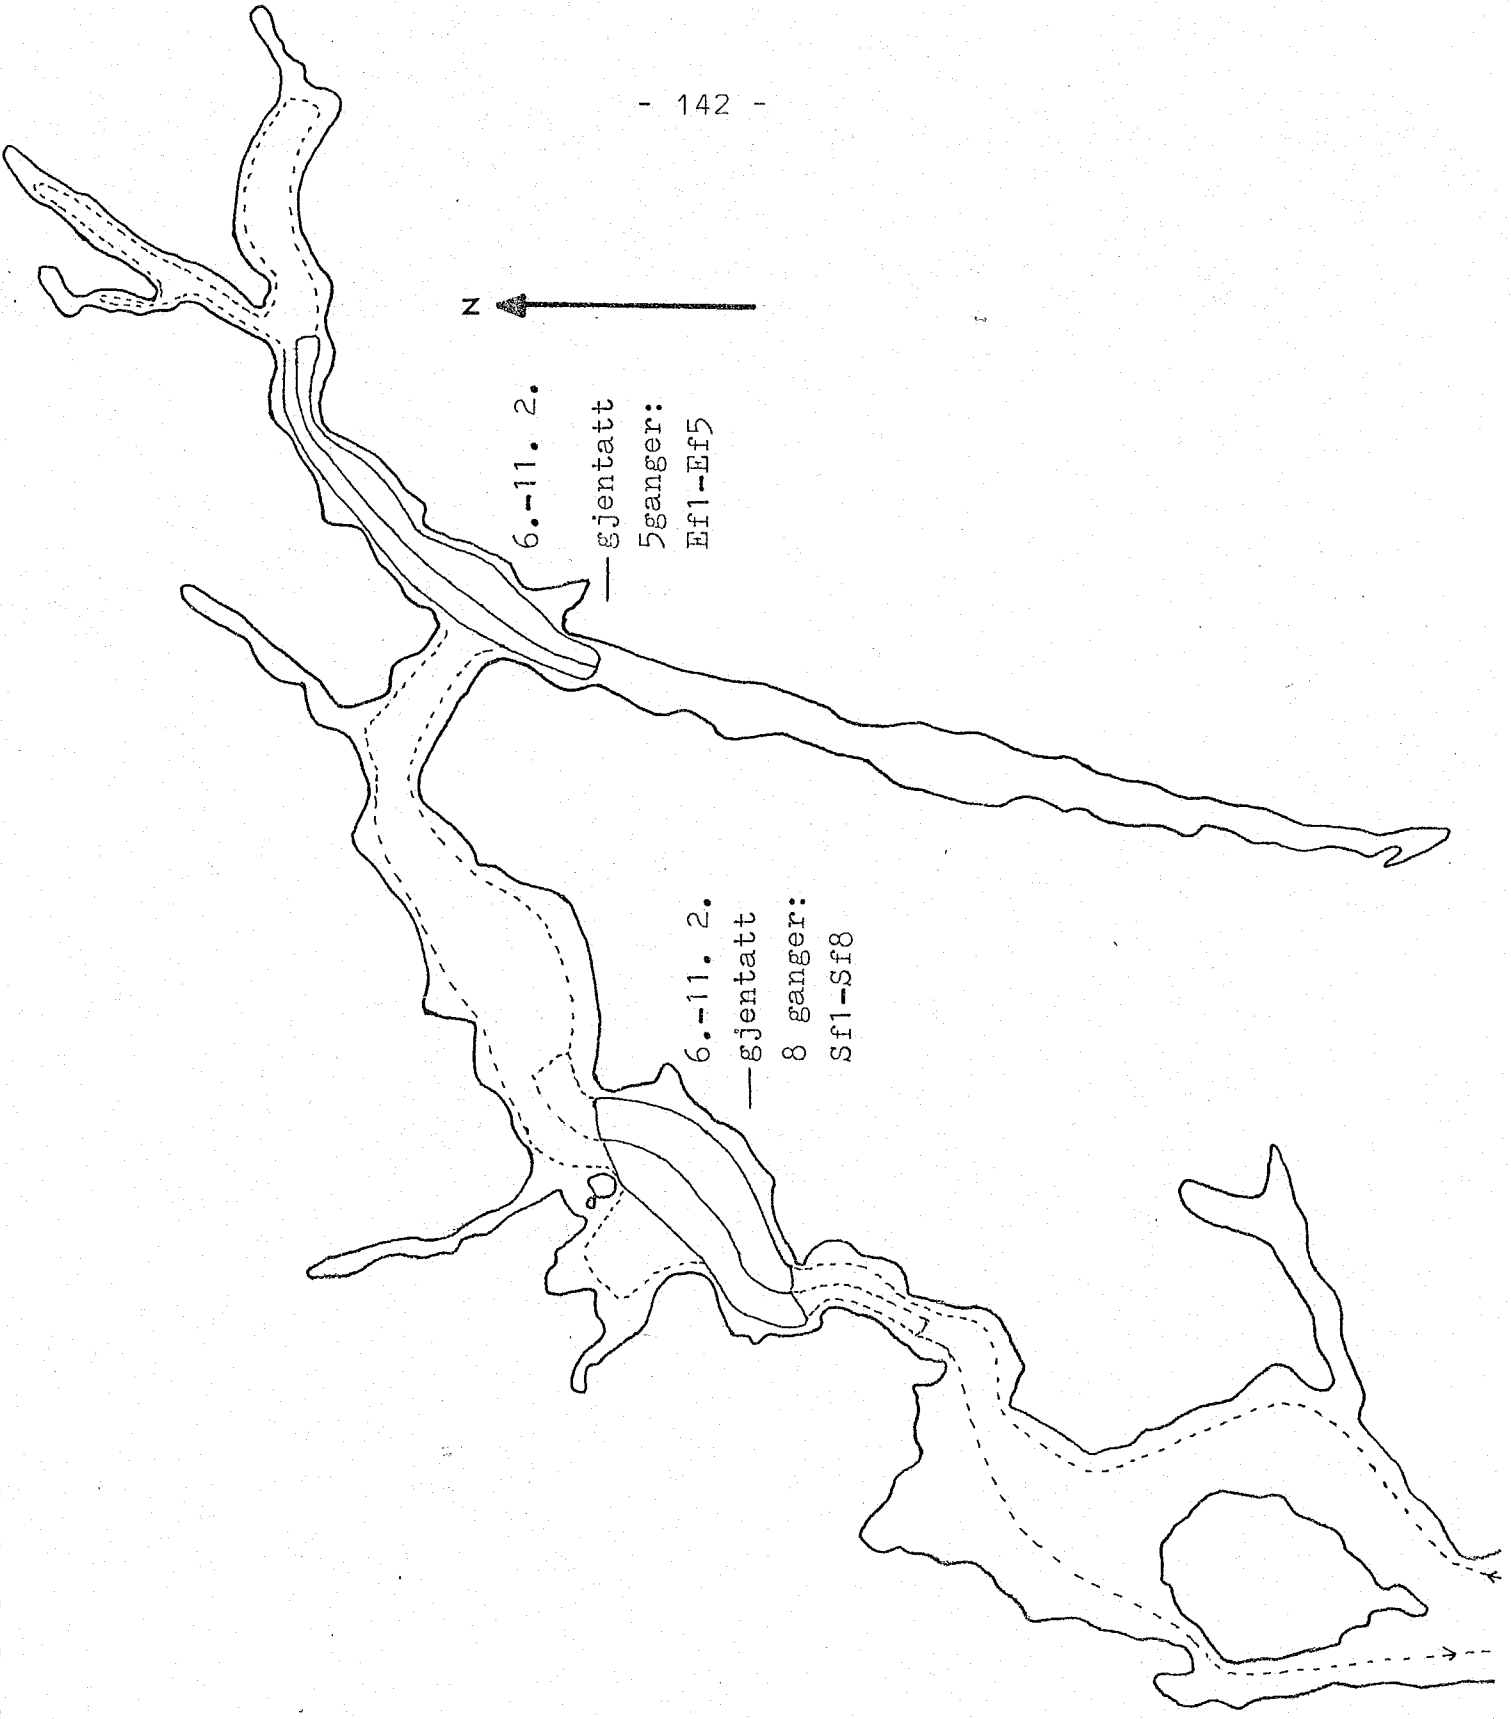 - 142 -
N
6.-11. 2.
—gjentatt
5ganger:
Ef1-Ef5
6.-11. 2.
—gjentatt
8 ganger:
Sf1-Sf8